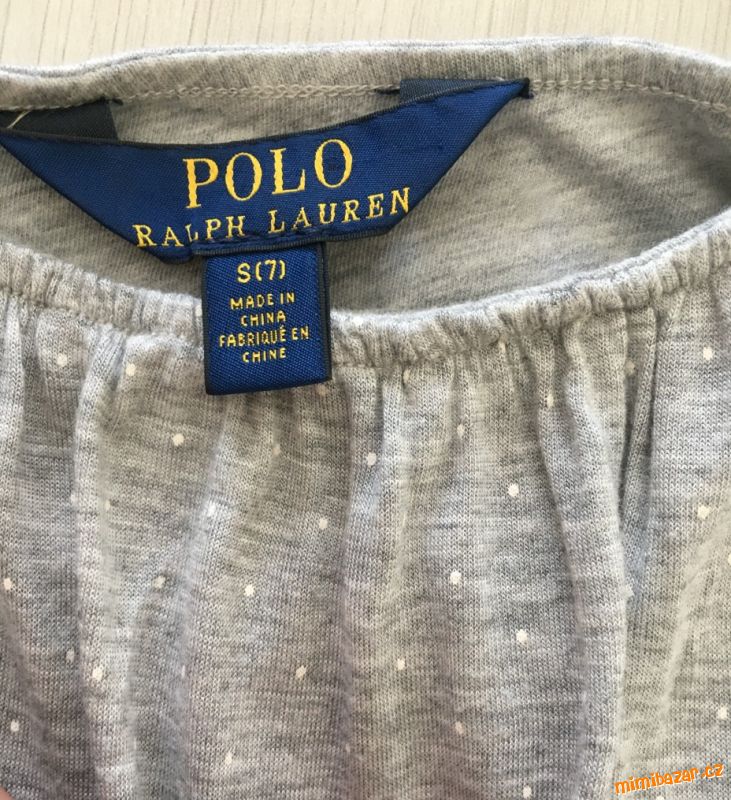 POLO
RALPH LAUREN
S(7)
MADE IN
CHINA
FABRIQUÉ EN
CHINE
mimibazar.cz